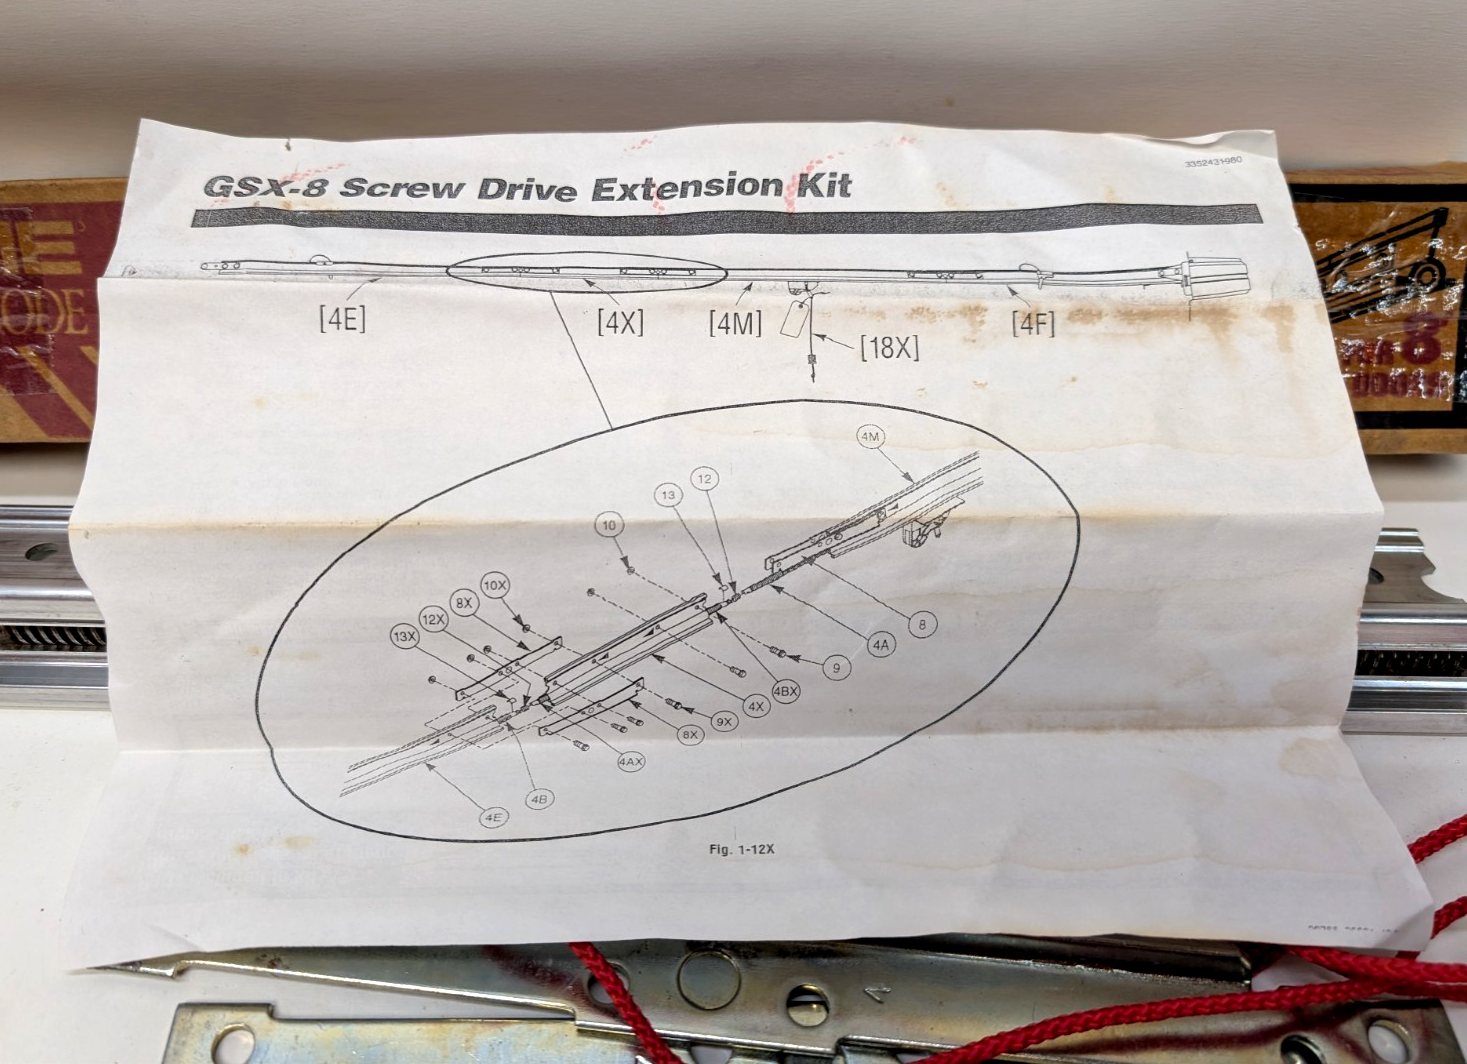 GSX-8 Screw Drive Extension Kit
3352431980
[4E]
[4X]
[4M]
[18X]
[4F]
4M
12
13
10
10X
8X
12X
13X
8
4A
9
4BX
4X
9X
8X
4AX
4B
4E
Fig. 1-12X
ODE